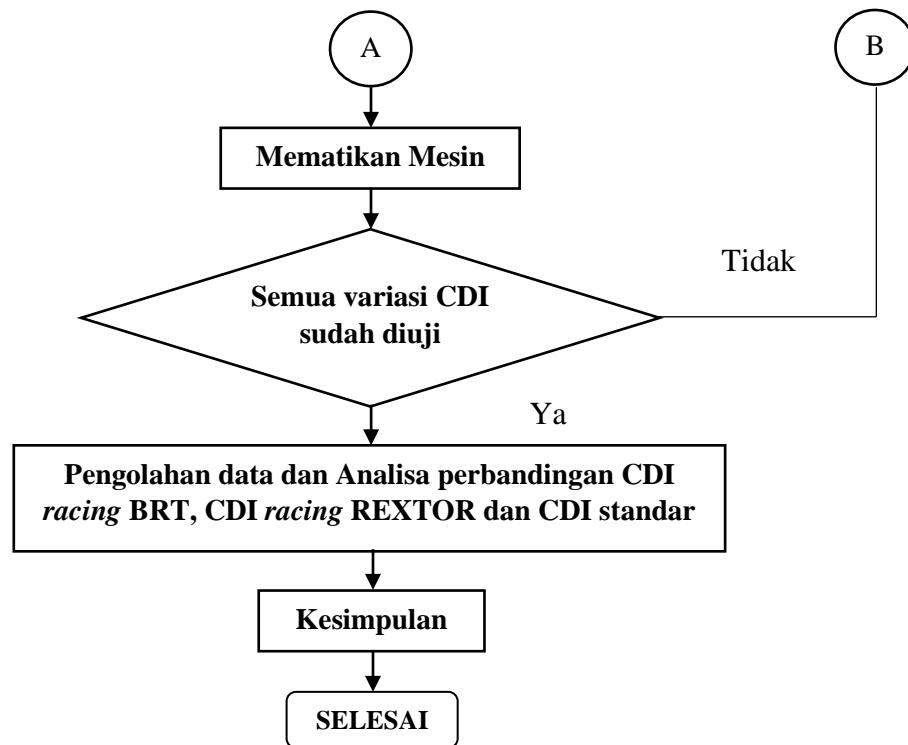 A
B
Mematikan Mesin
Tidak
Semua variasi CDI
sudah diuji
Ya
Pengolahan data dan Analisa perbandingan CDI
racing BRT, CDI racing REXTOR dan CDI standar
Kesimpulan
SELESAI